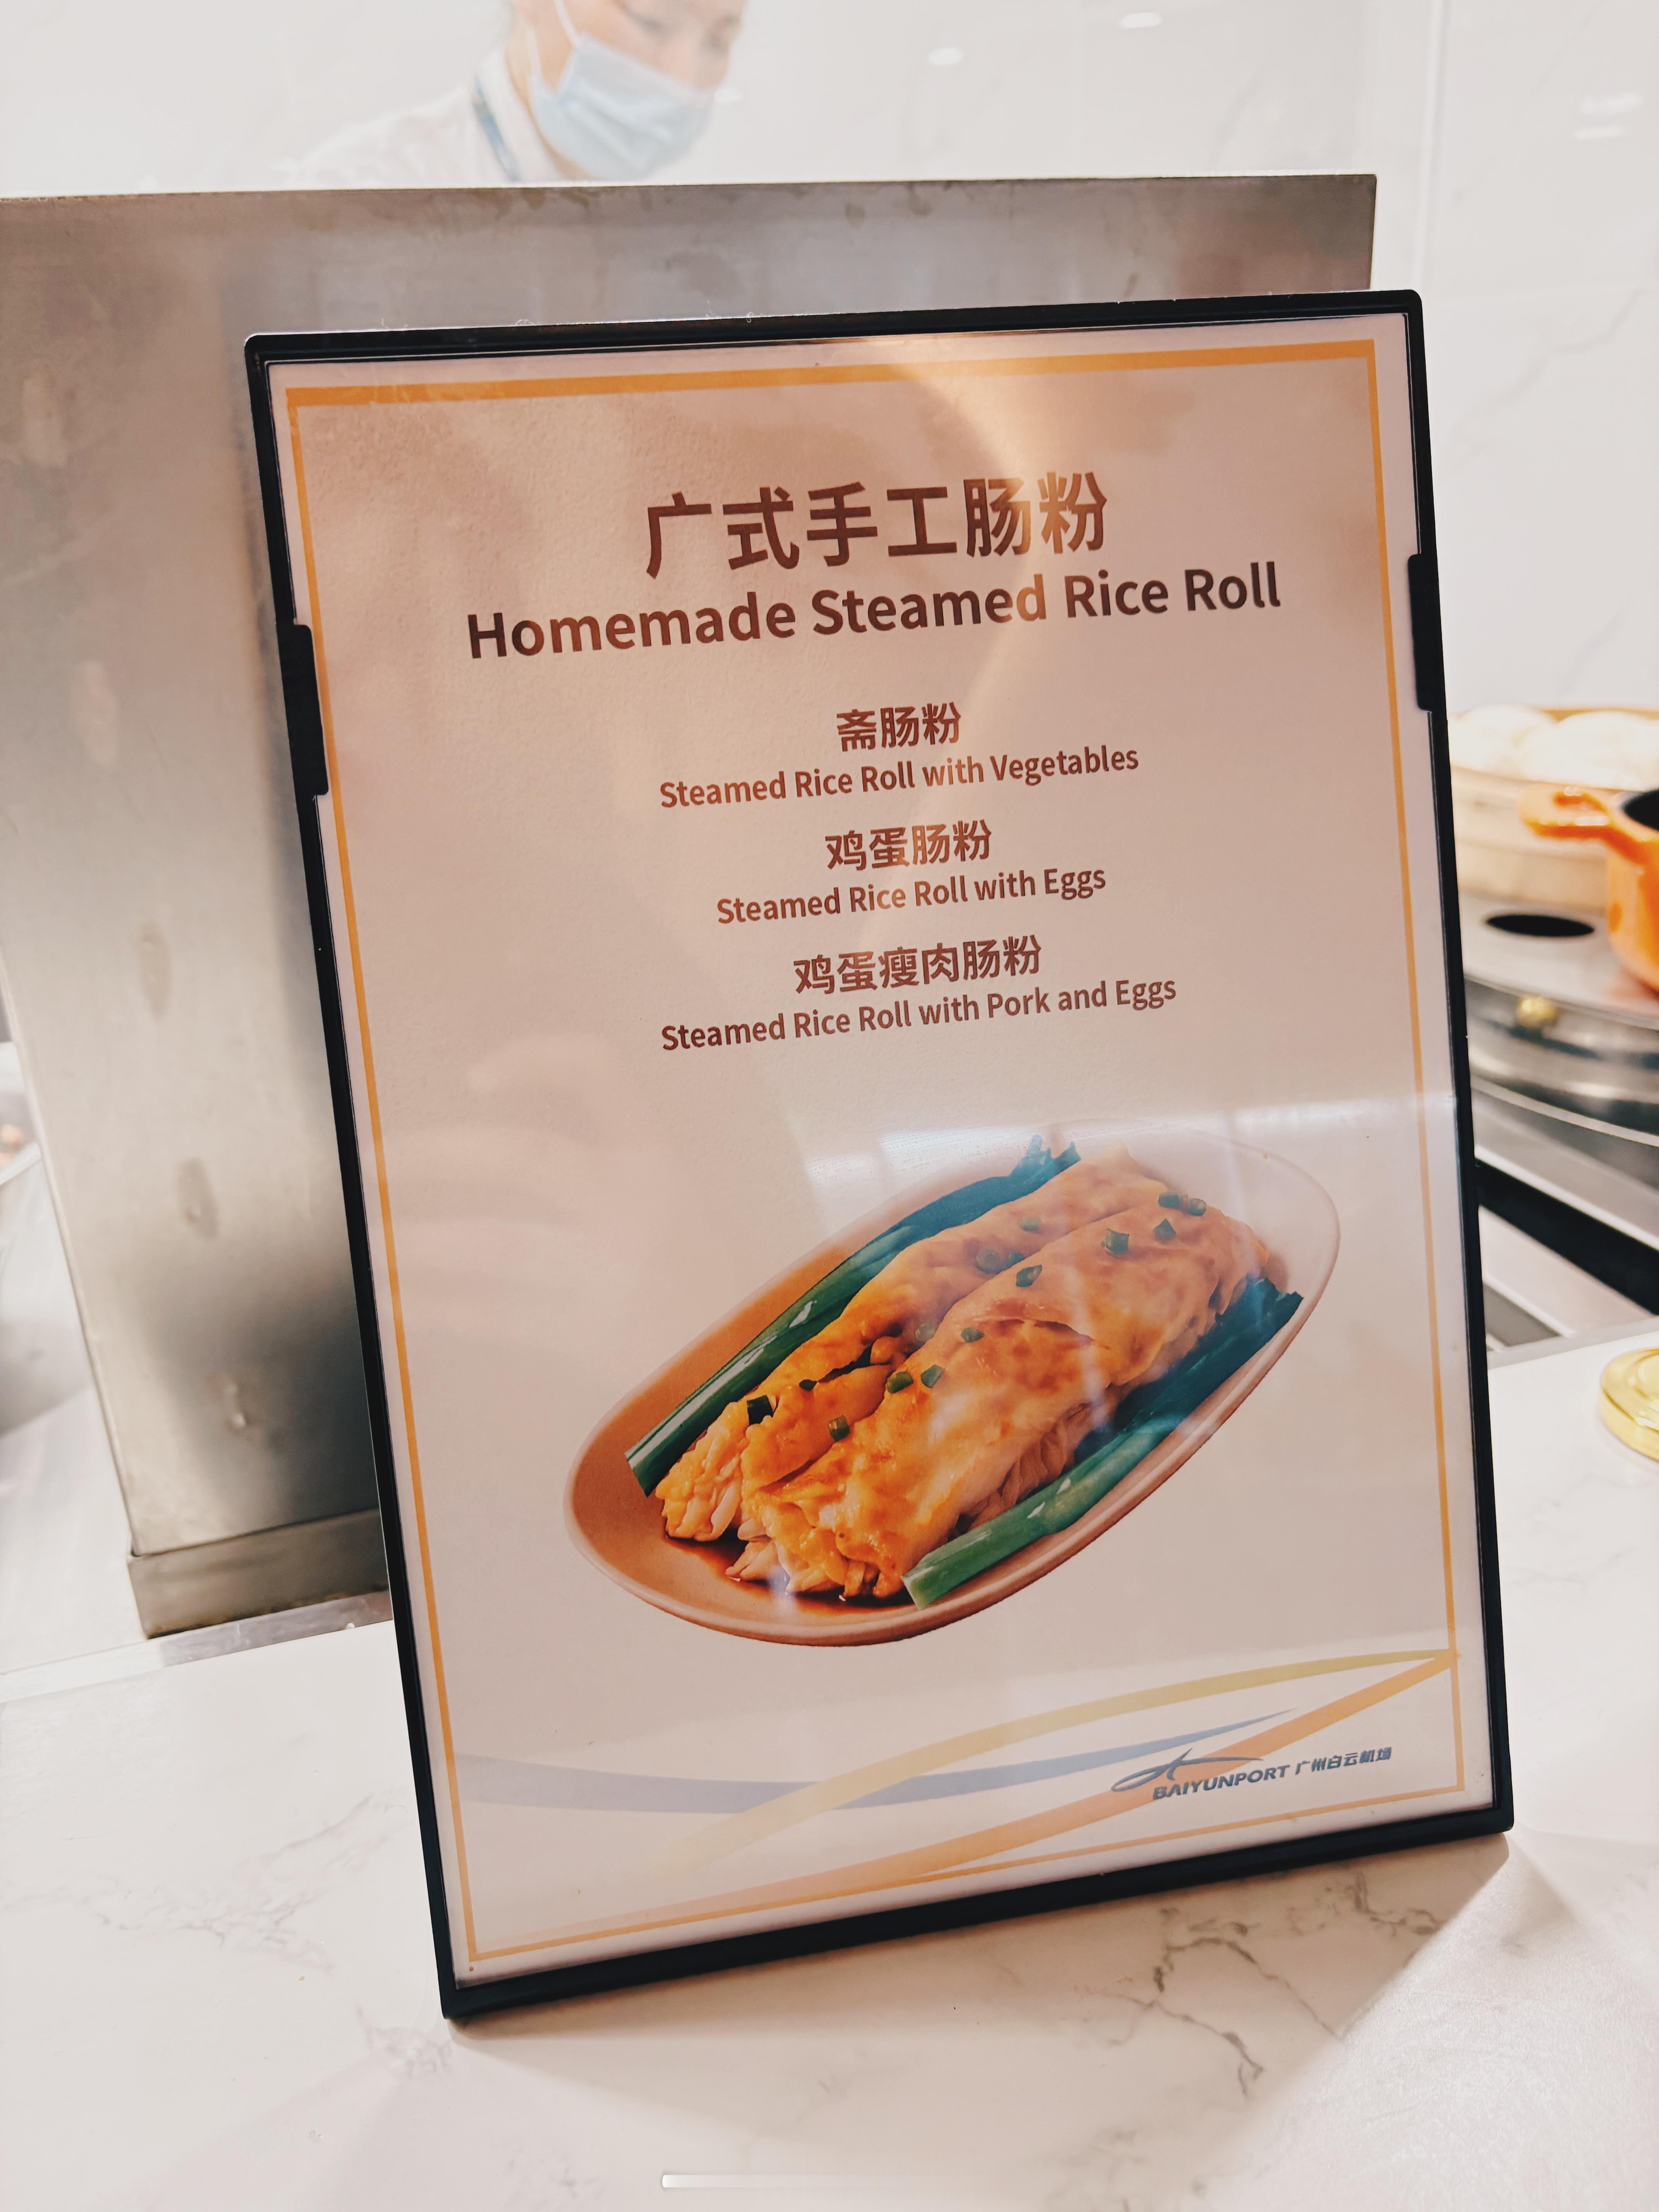 广式手工肠粉
Homemade Steamed Rice Roll
斋肠粉
Steamed Rice Roll with Vegetables
鸡蛋肠粉
Steamed Rice Roll with Eggs
鸡蛋瘦肉肠粉
Steamed Rice Roll with Pork and Eggs
BAIYUNPORT 广州白云机场